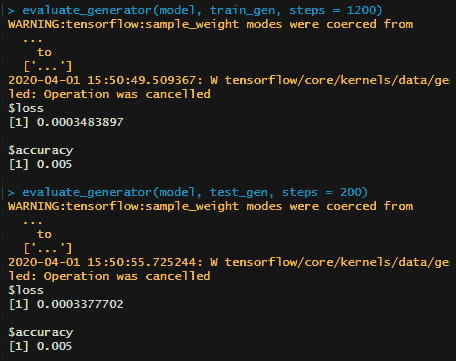 > evaluate_generator(model, train_gen, steps = 1200)
WARNING:tensorflow:sample_weight modes were coerced from
...
to
['...']
2020-04-01 15:50:49.509367: W tensorflow/core/kernels/data/ge
led: Operation was cancelled
$loss
[1] 0.0003483897
$accuracy
[1] 0.005
> evaluate_generator(model, test_gen, steps = 200)
WARNING:tensorflow:sample_weight modes were coerced from
...
to
['...']
2020-04-01 15:50:55.725244: W tensorflow/core/kernels/data/ge
led: Operation was cancelled
$loss
[1] 0.0003377702
$accuracy
[1] 0.005